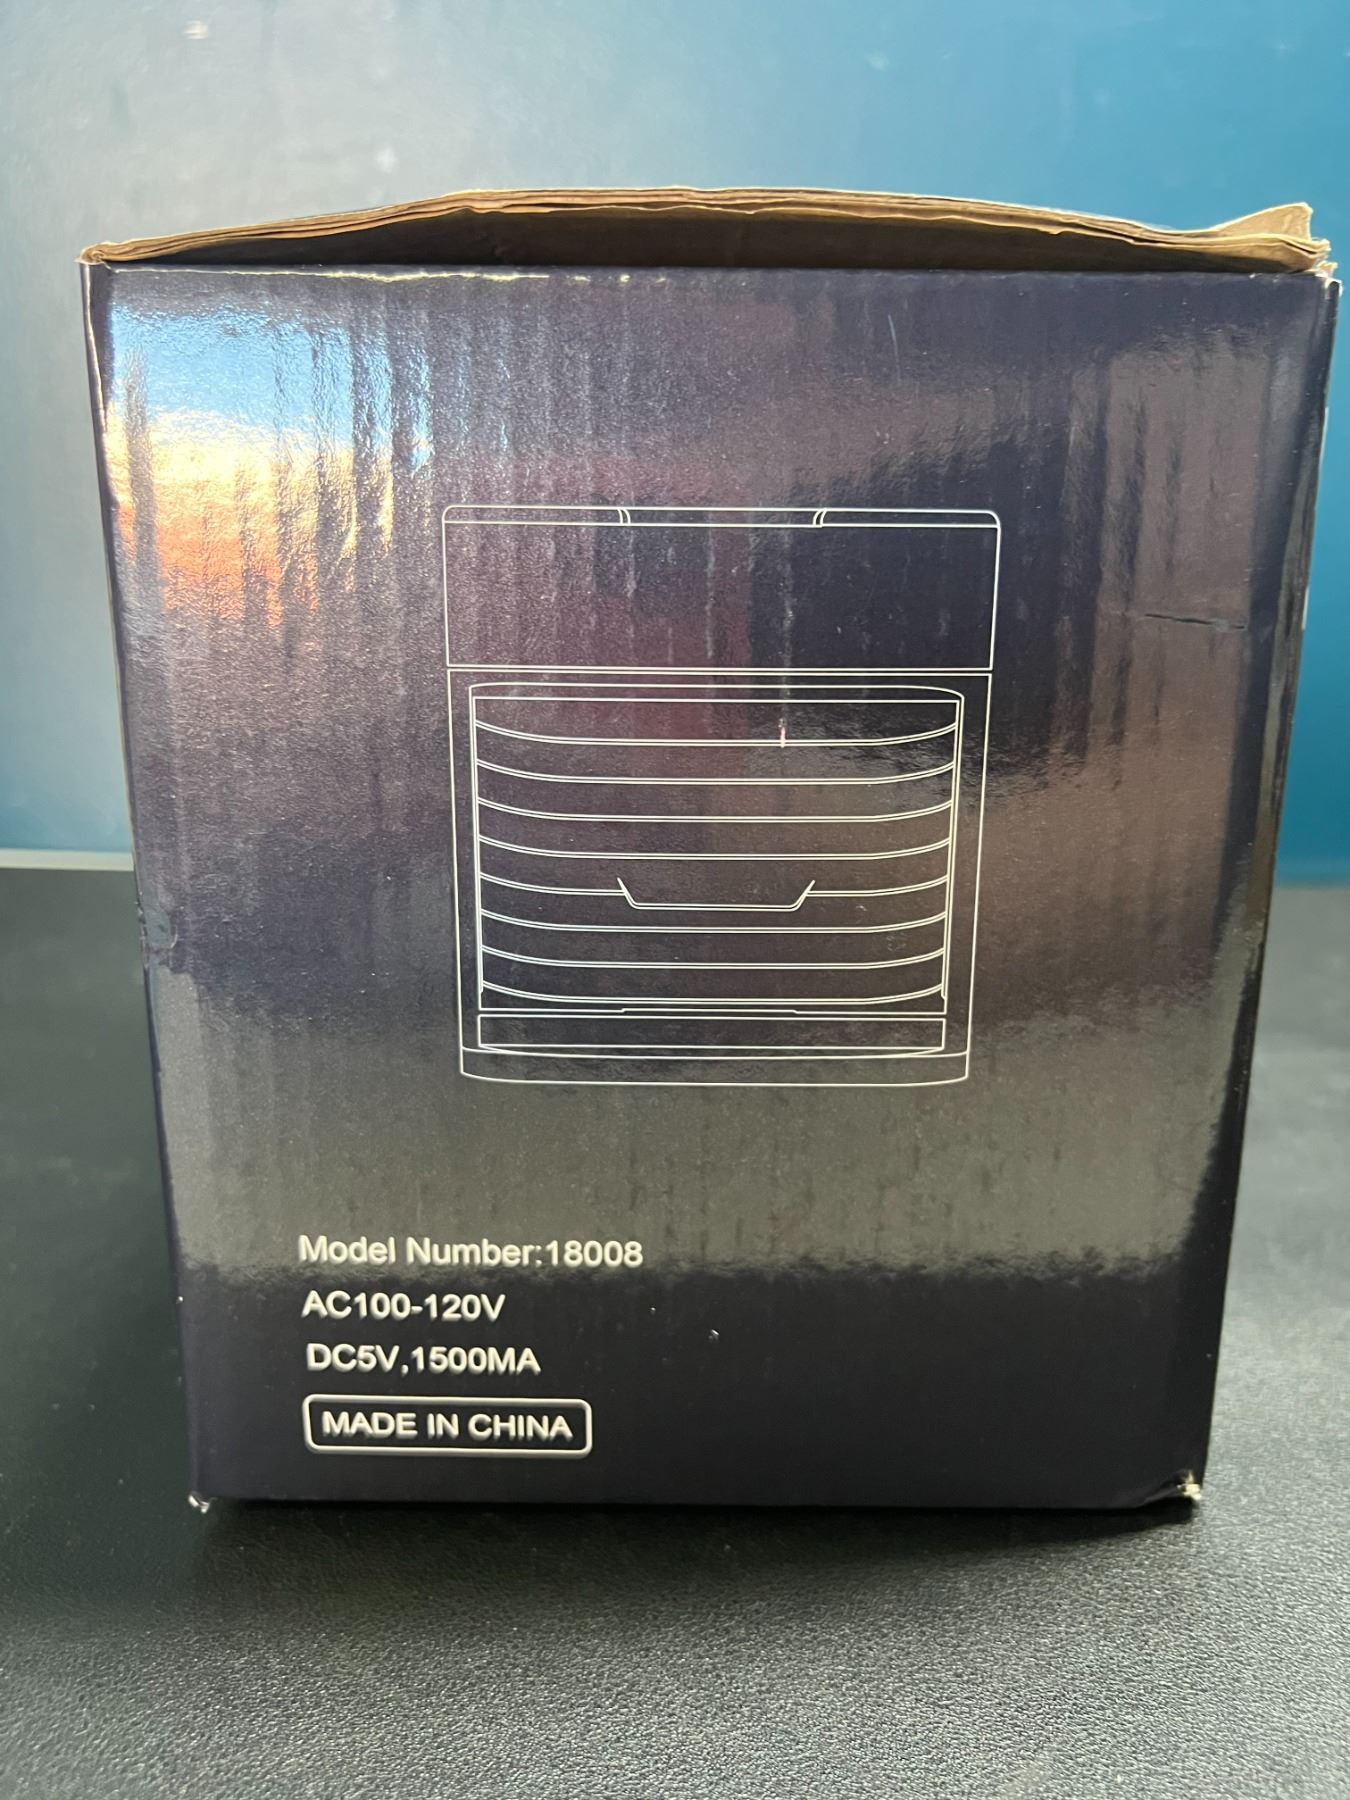 Model Number:18008
AC100-120V
DC5V,1500MA
MADE IN CHINA